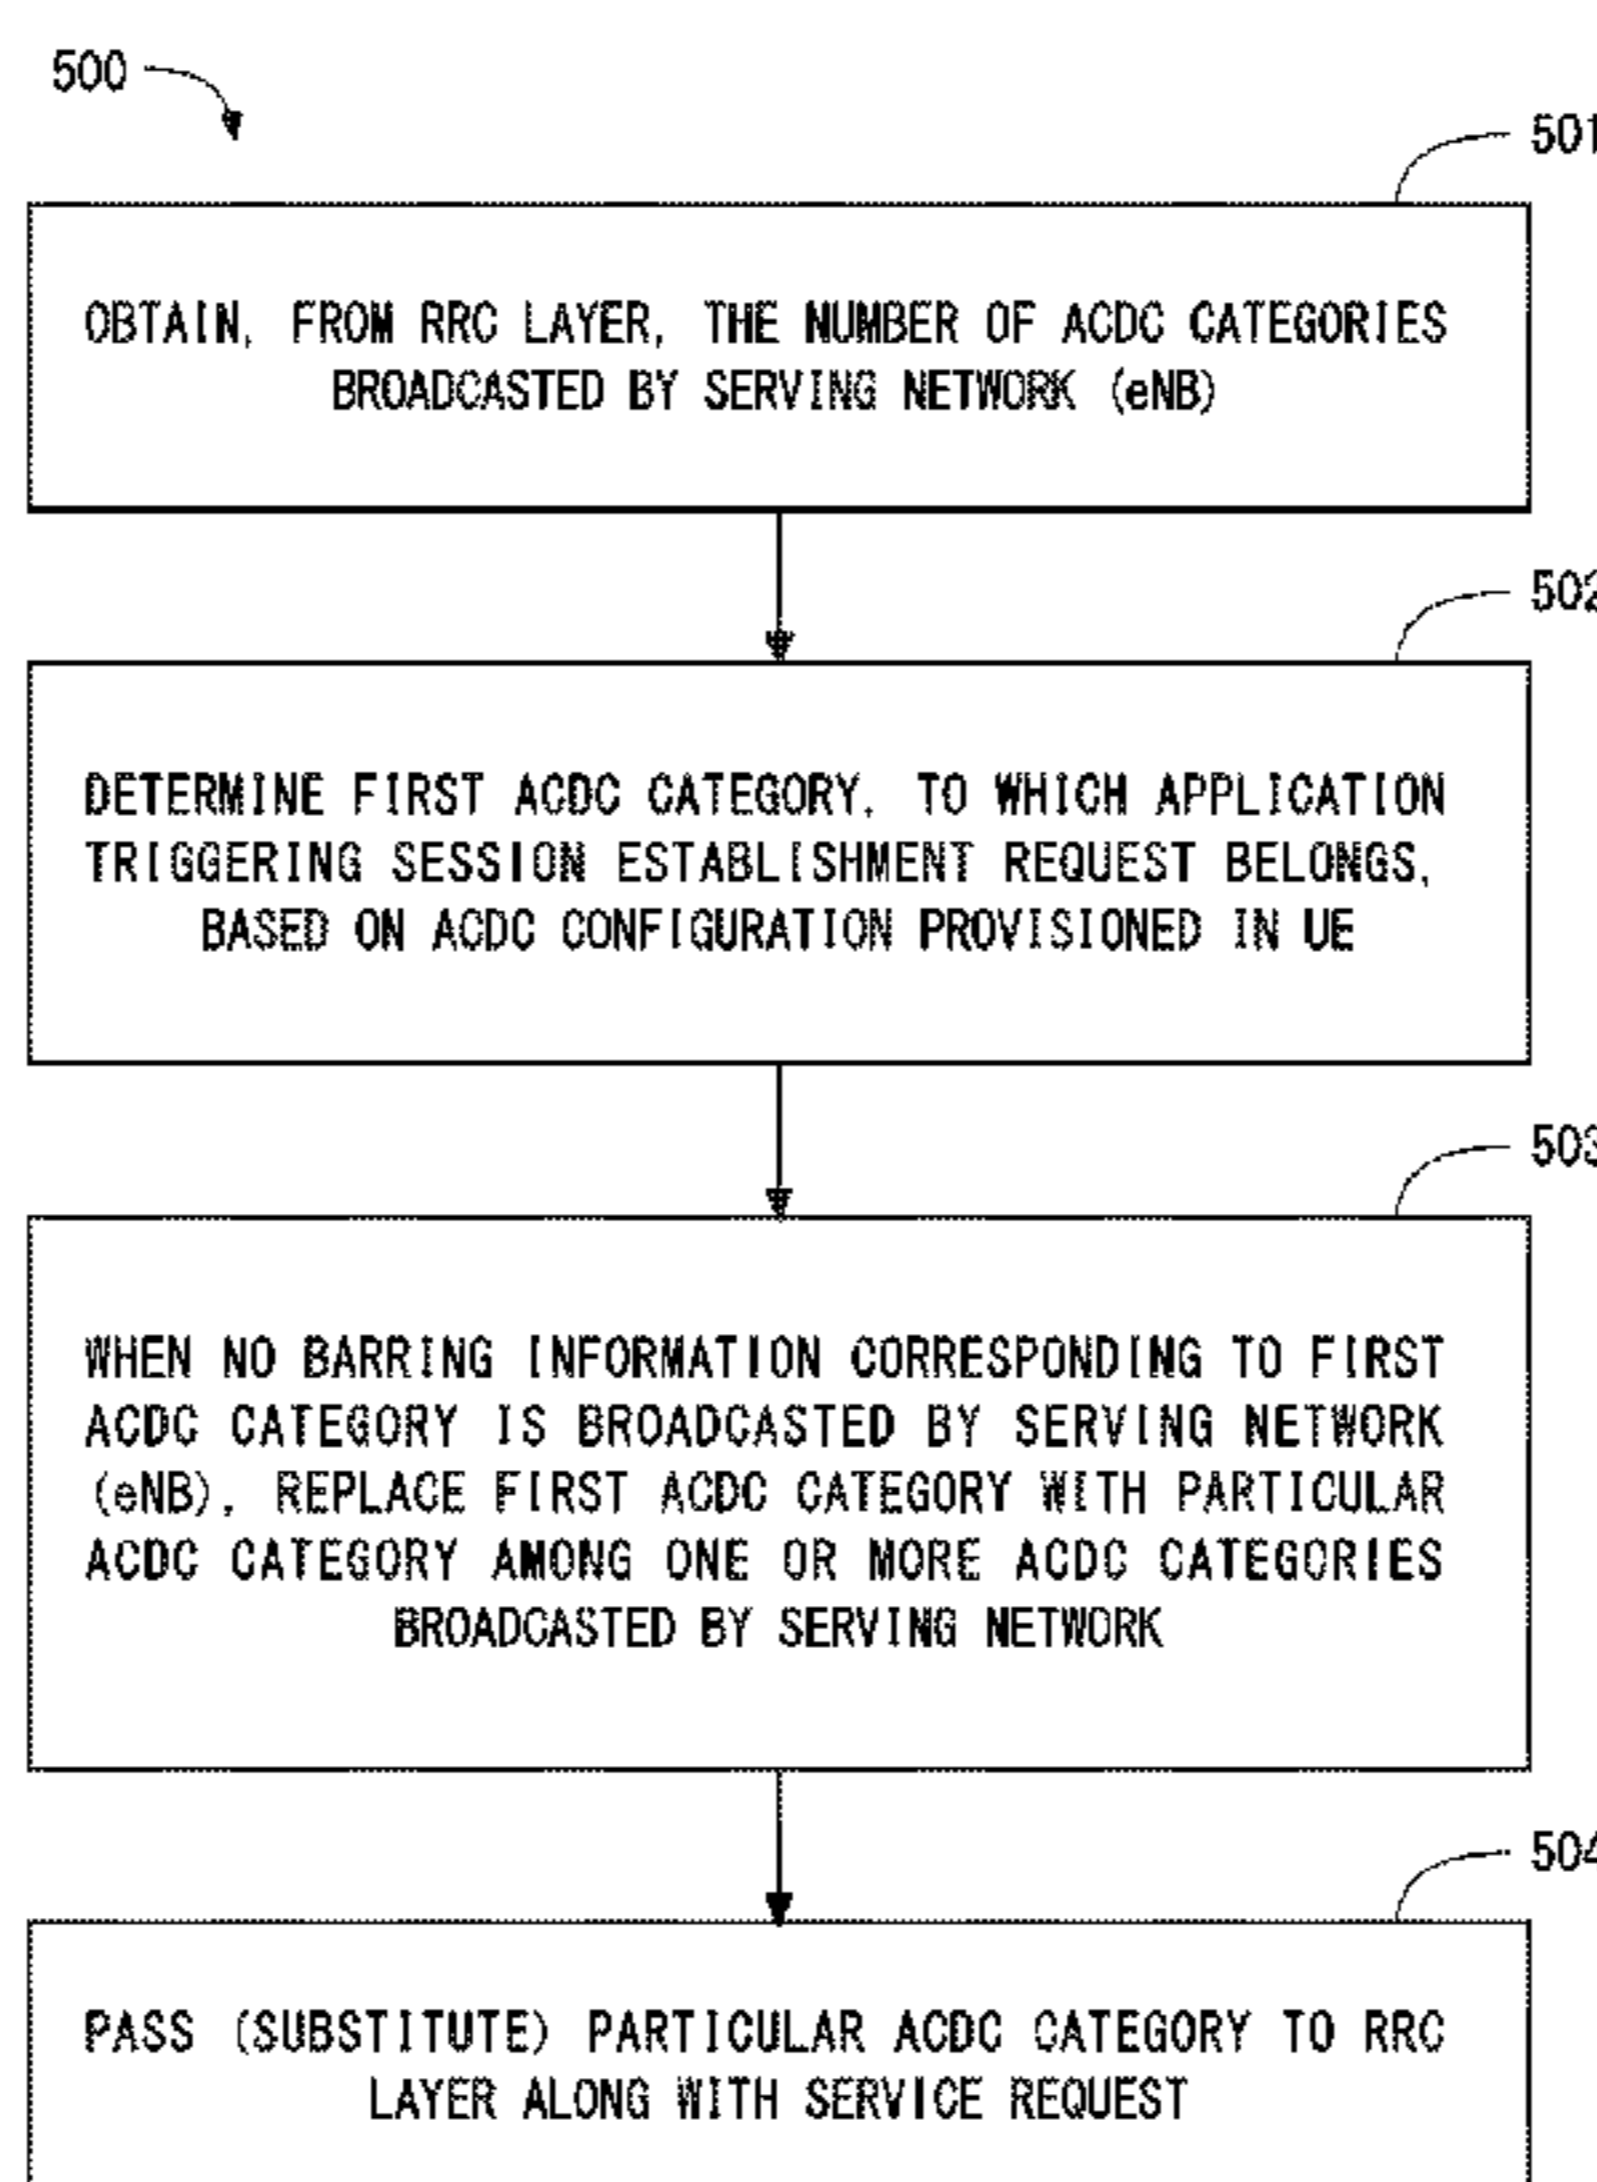 500
501
OBTAIN, FROM RRC LAYER, THE NUMBER OF ACDC CATEGORIES
BROADCASTED BY SERVING NETWORK (eNB)
502
DETERMINE FIRST ACDC CATEGORY, TO WHICH APPLICATION
TRIGGERING SESSION ESTABLISHMENT REQUEST BELONGS,
BASED ON ACDC CONFIGURATION PROVISIONED IN UE
503
WHEN NO BARRING INFORMATION CORRESPONDING TO FIRST
ACDC CATEGORY IS BROADCASTED BY SERVING NETWORK
(eNB), REPLACE FIRST ACDC CATEGORY WITH PARTICULAR
ACDC CATEGORY AMONG ONE OR MORE ACDC CATEGORIES
BROADCASTED BY SERVING NETWORK
504
PASS (SUBSTITUTE) PARTICULAR ACDC CATEGORY TO RRC
LAYER ALONG WITH SERVICE REQUEST